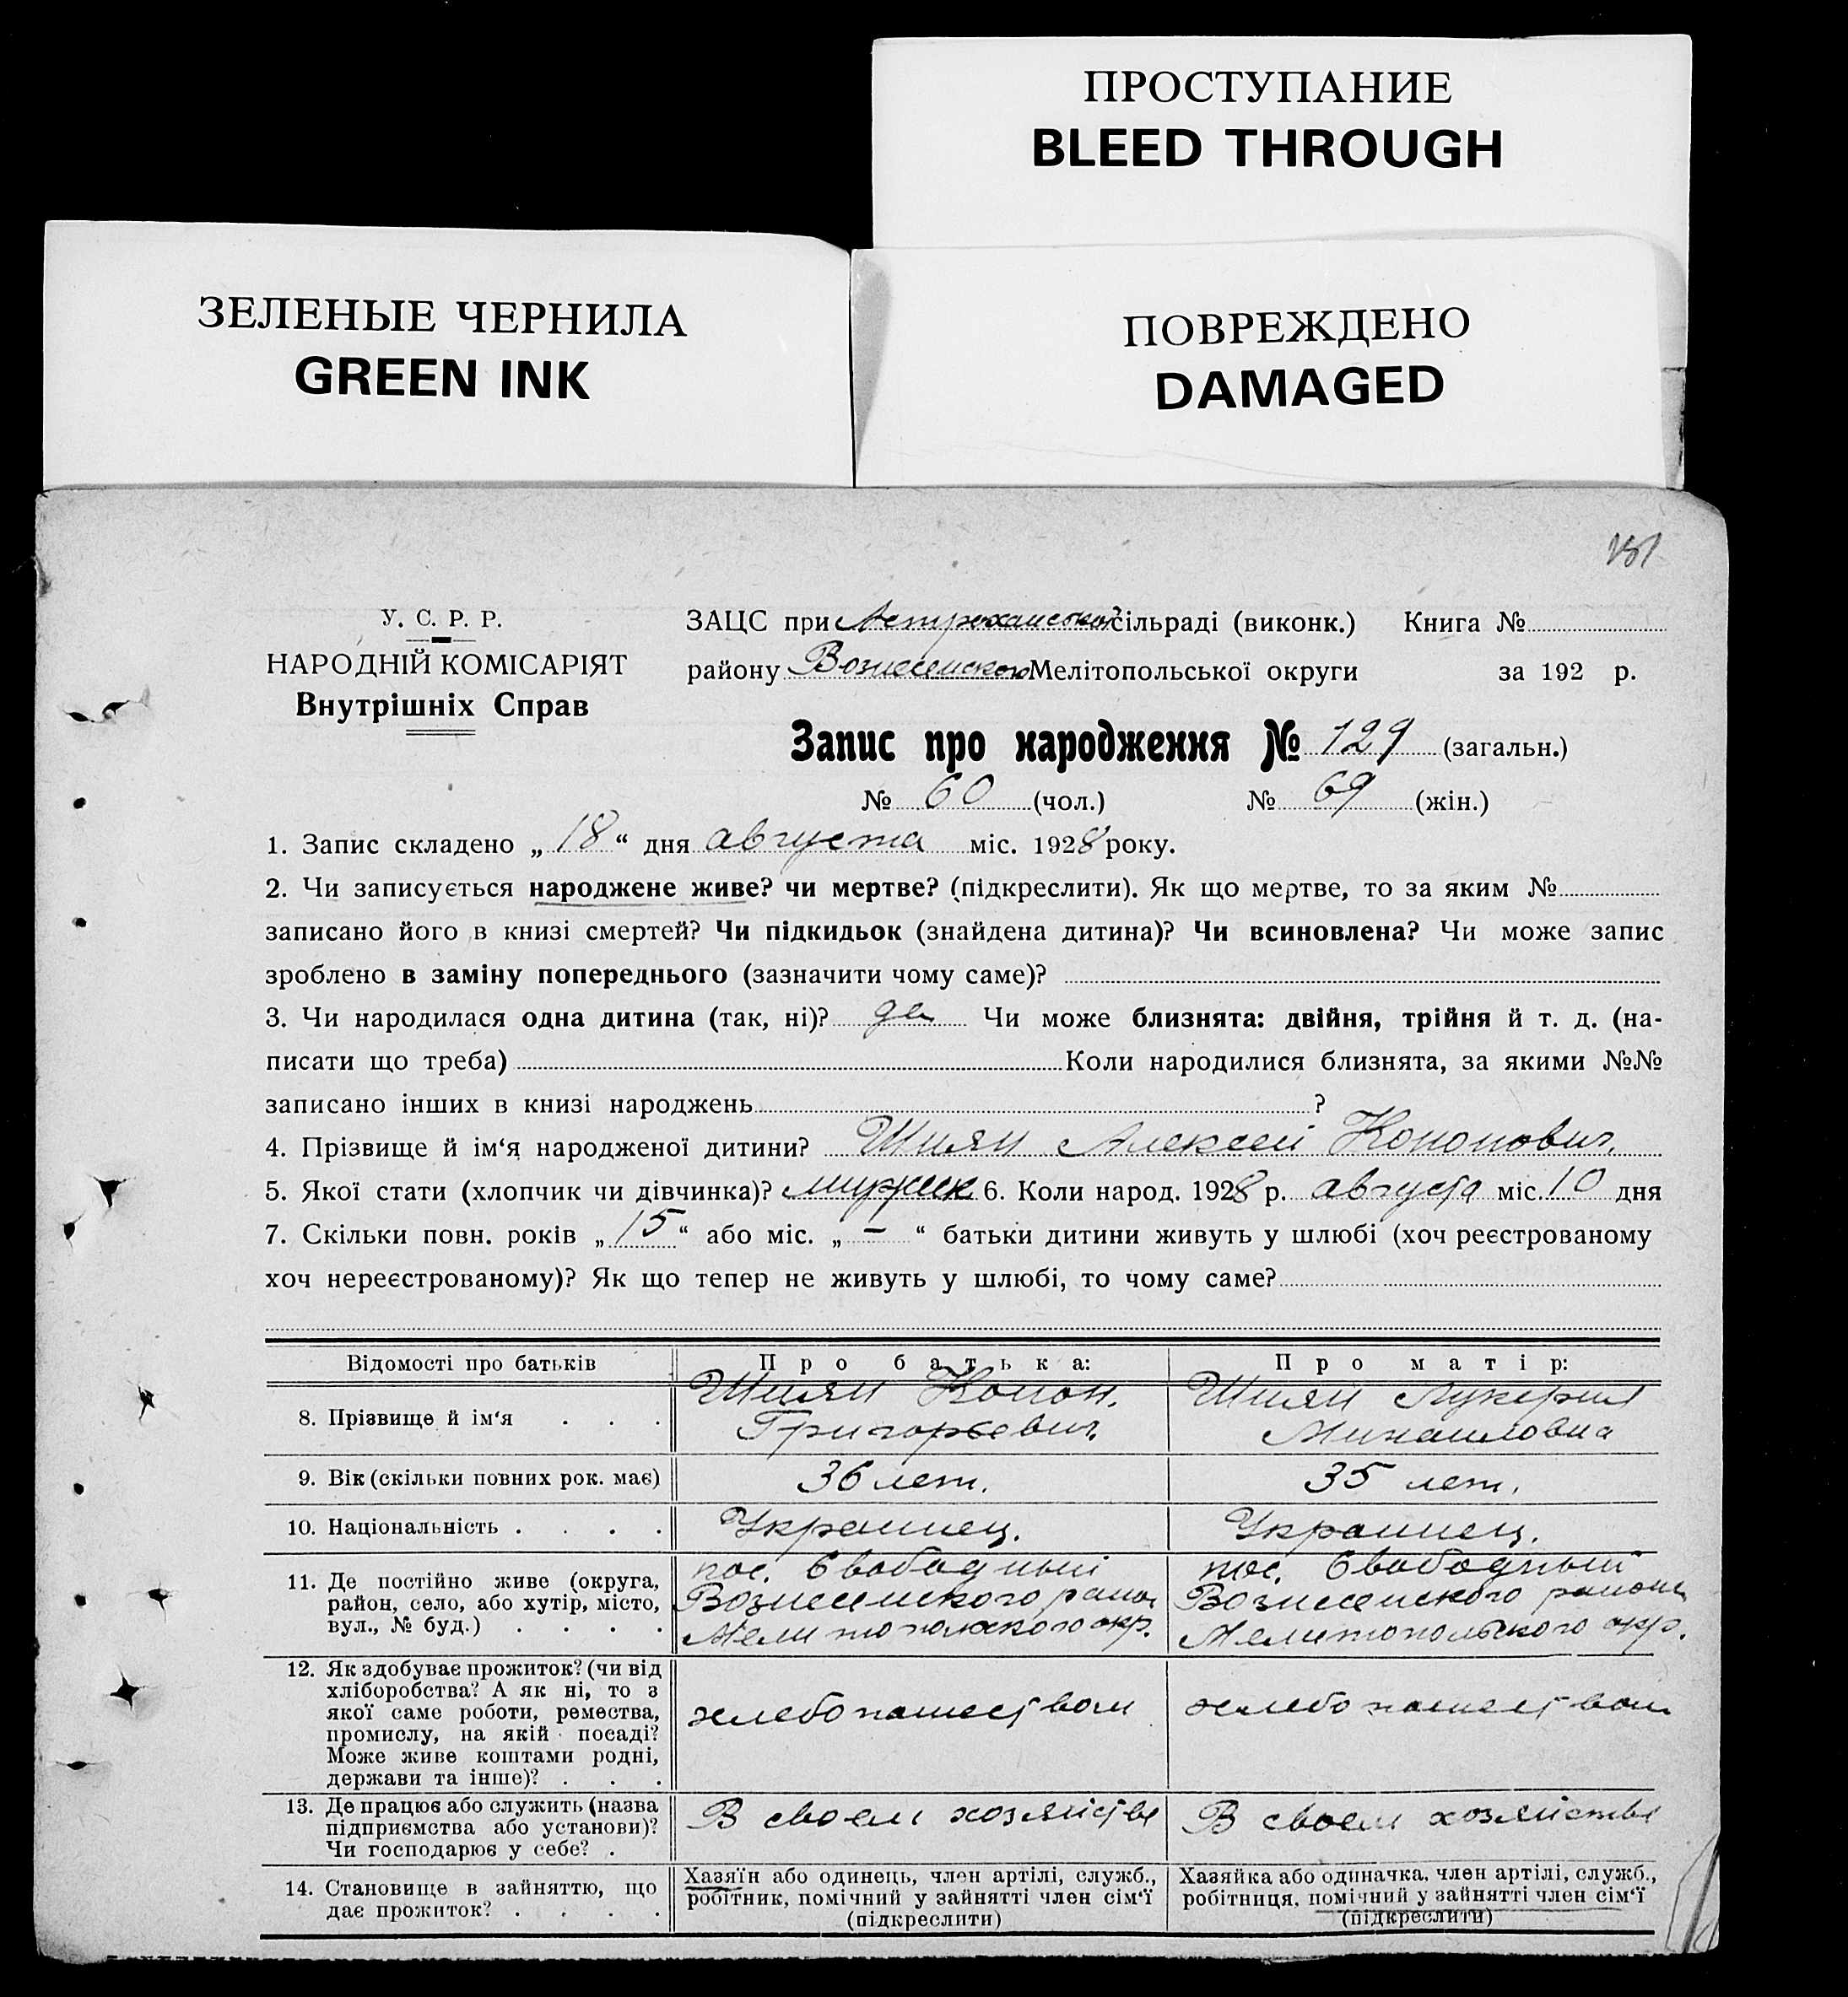 ПРОСТУПАНИЕ
BLEED THROUGH
ЗЕЛЕНЫЕ ЧЕРНИЛА
GREEN INK
ПОВРЕЖДЕНО
DAMAGED
У. С. Р. Р.
НАРОДНІЙ КОМІСАРІЯТ
Внутрішніх Справ
ЗАЦС при Астраханской сільраді (виконк.) Книга №
району Вознесенского Мелітопольської округи за 192 р.
Запис про народження № 129 (загальн.)
№ 60 (чол.) № 69 (жін.)
1. Запис складено „18“ дня августа міс. 1928 року.
2. Чи записується народжене живе? чи мертве? (підкреслити). Як що мертве, то за яким №
записано його в книзі смертей? Чи підкидьок (знайдена дитина)? Чи всиновлена? Чи може запис
зроблено в заміну попереднього (зазначити чому саме)?
3. Чи народилася одна дитина (так, ні)? да Чи може близнята: двійня, трійня й т. д. (на-
писати що треба) Коли народилися близнята, за якими №№
записано інших в книзі народжень ?
4. Прізвище й ім‘я народженої дитини? Шиян Алексей Кононович.
5. Якої стати (хлопчик чи дівчинка)? 6. Коли народ. 1928 р. августа міс. 10 дня
7. Скільки повн. років „15“ або міс. „–“ батьки дитини живуть у шлюбі (хоч реєстрованому
хоч нереєстрованому)? Як що тепер не живуть у шлюбі, то чому саме?
Відомості про батьків Про батька: Про матір:
8. Прізвище й ім‘я . . . Шиян Конон. Григорьевич. Шиян Лукерия Михаиловна
9. Вік (скільки повних рок. має) 36 лет. 35 лет.
10. Національність . . . . Украинец. Украинец.
11. Де постійно живе (округа,
район, село, або хутір, місто,
вул., № буд.) . . . .
пос. Свободный
Вознесенского район
Мелитопольского окр.
пос. Свободный
Вознесенского района
Мелитопольского окр.
12. Як здобуває прожиток? (чи від
хліборобства? А як ні, то з
якої саме роботи, ремества,
промислу, на якій посаді?
Може живе коштами родні,
держави та інше)? . . .
хлебопашеством
хлебопашеством
13. Де працює або служить (назва
підприємства або установи)?
Чи господарює у себе? .
В своем хозяйстве
В своем хозяйстве
14. Становище в зайняттю, що
дає прожиток? . . . .
Хазяїн або одинець, член артілі, служб.,
робітник, помічний у зайнятті член сім‘ї
(підкреслити)
Хазяйка або одиначка, член артілі, служб.,
робітниця, помічний у зайнятті член сім‘ї
(підкреслити)